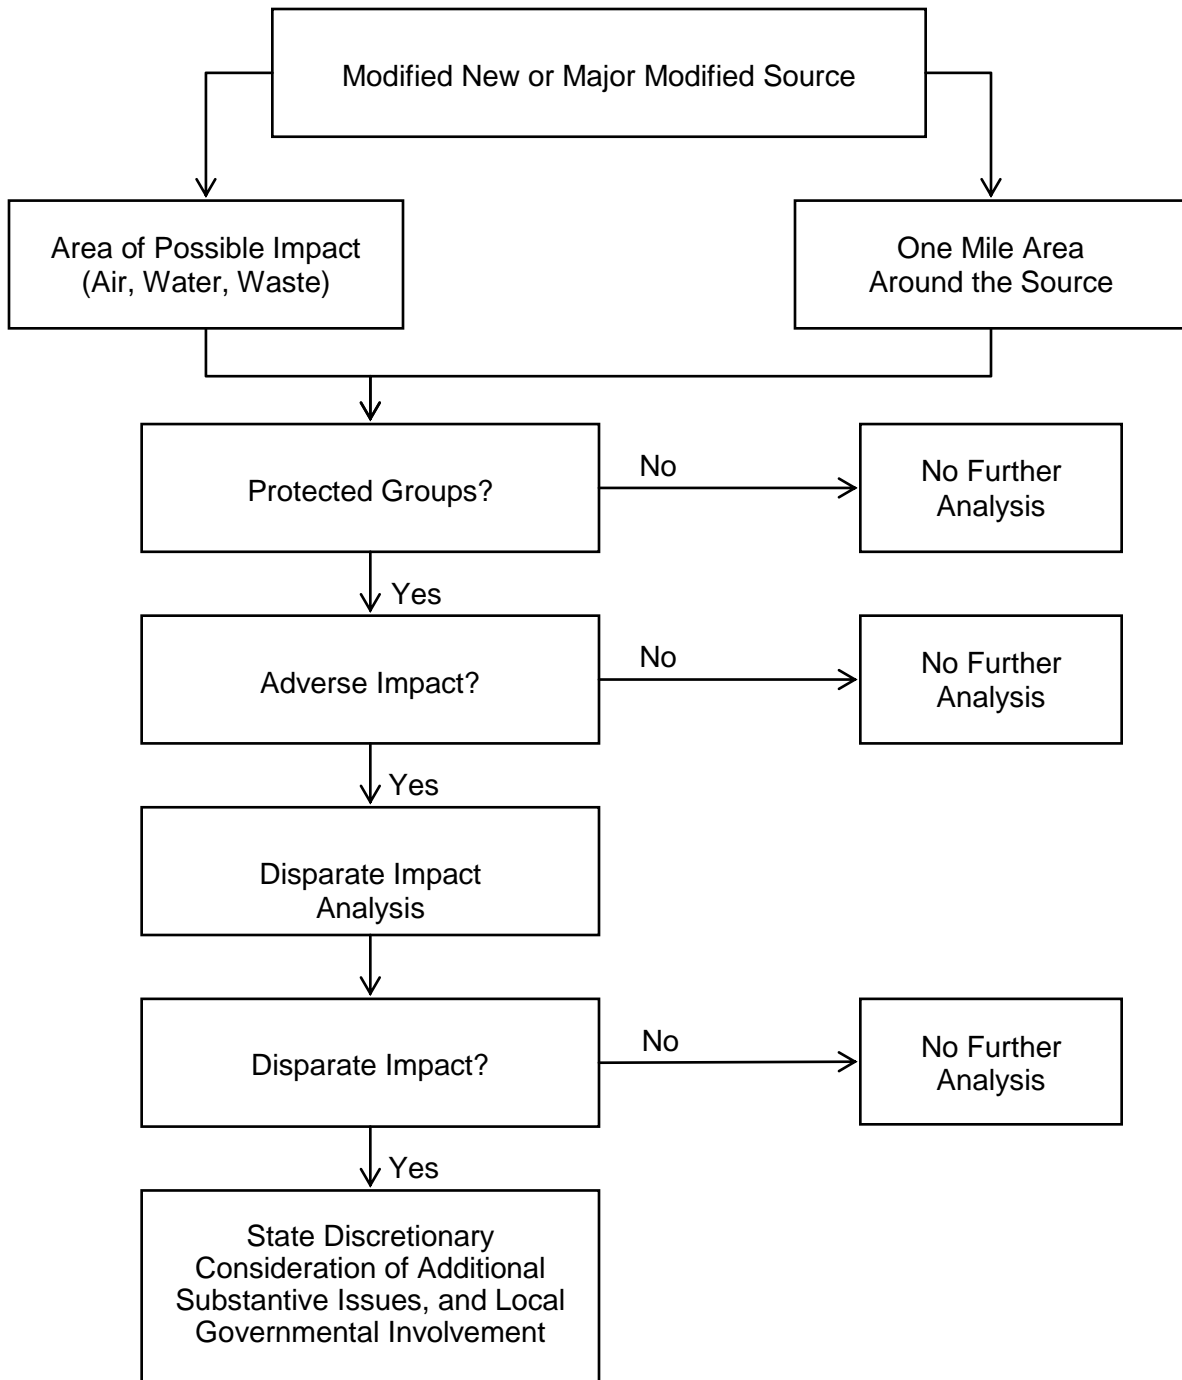 Modified New or Major Modified Source
Area of Possible Impact
(Air, Water, Waste)
One Mile Area
Around the Source
Protected Groups?
No
No Further
Analysis
Yes
Adverse Impact?
No
No Further
Analysis
Yes
Disparate Impact
Analysis
Disparate Impact?
No
No Further
Analysis
Yes
State Discretionary
Consideration of Additional
Substantive Issues, and Local
Governmental Involvement